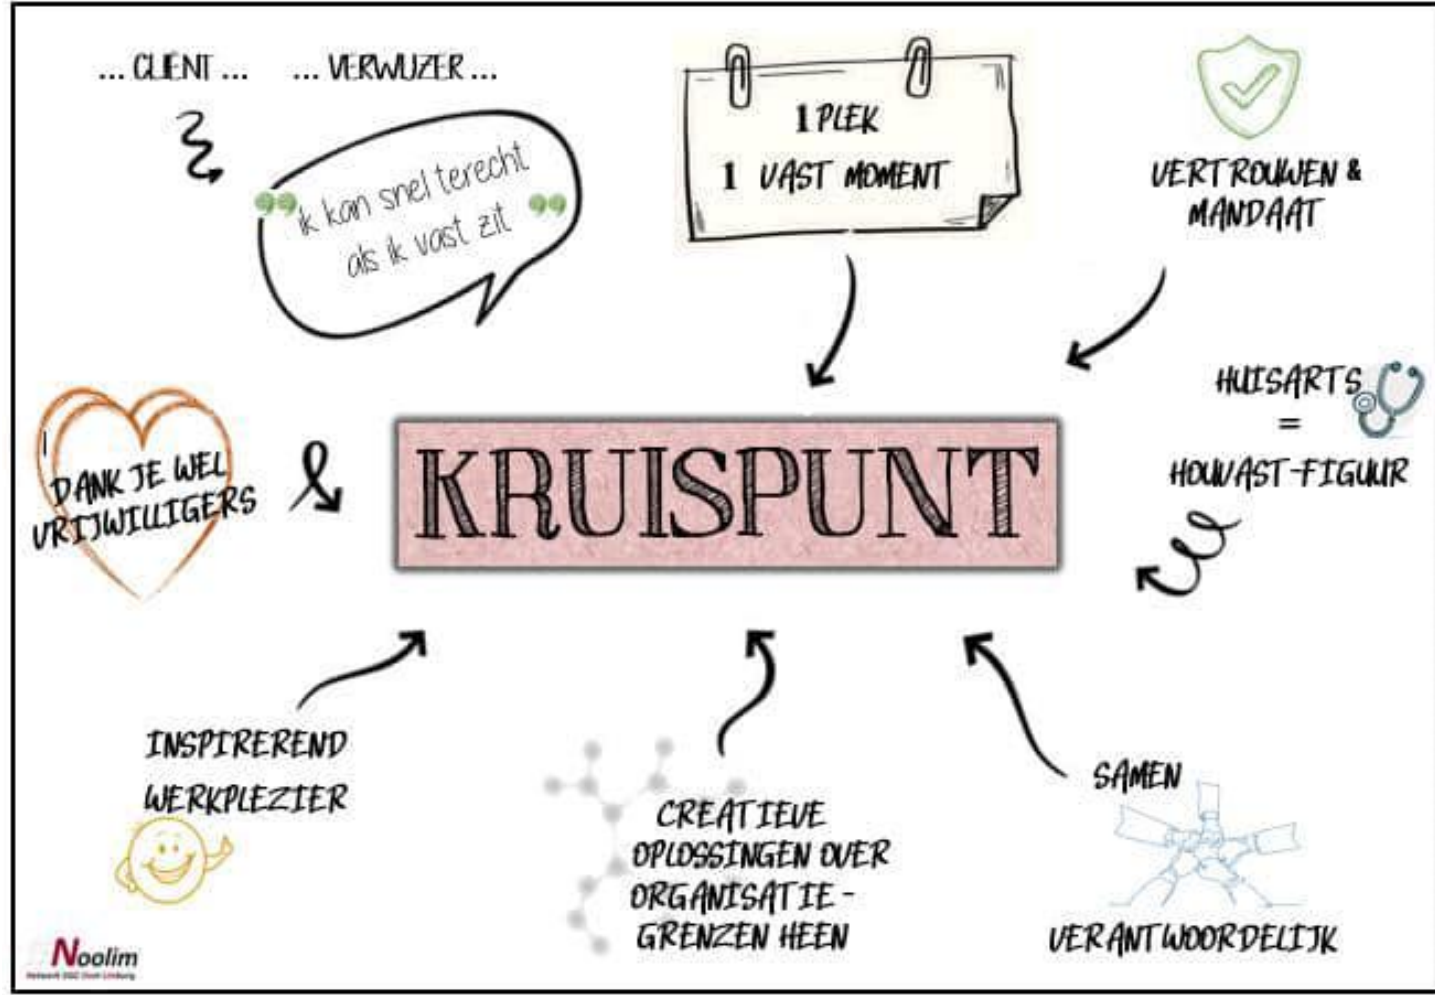 ... CLIËNT ... ... VERWIJZER ...
ik kan snel terecht
als ik vast zit
1 PLEK
1 VAST MOMENT
VERTROUWEN &
MANDAAT
HUISARTS
=
HOUVAST-FIGUUR
DANK JE WEL
VRIJWILLIGERS
&
KRUISPUNT
INSPIREREND
WERKPLEZIER
CREATIEVE
OPLOSSINGEN OVER
ORGANISATIE-
GRENZEN HEEN
SAMEN
VERANTWOORDELIJK
Noolim